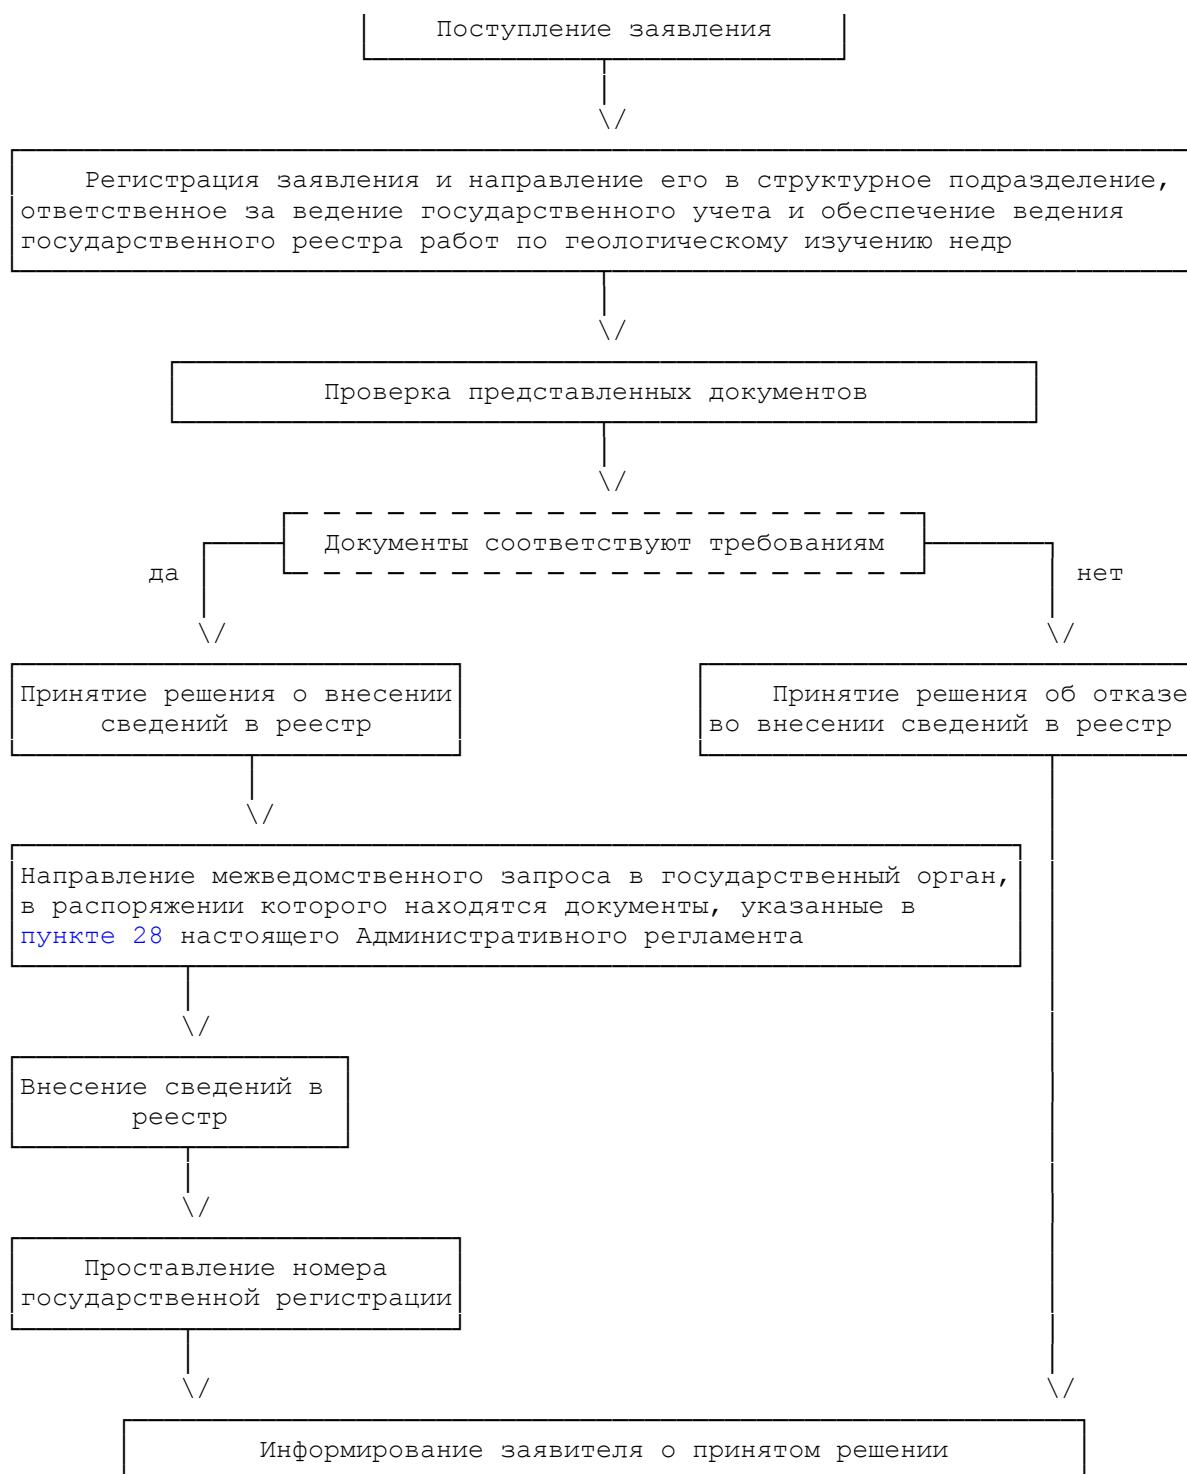 Поступление заявления
Регистрация заявления и направление его в структурное подразделение,
ответственное за ведение государственного учета и обеспечение ведения
государственного реестра работ по геологическому изучению недр
Проверка представленных документов
Документы соответствуют требованиям
да
нет
Принятие решения о внесении
сведений в реестр
Принятие решения об отказе
во внесении сведений в реестр
Направление межведомственного запроса в государственный орган,
в распоряжении которого находятся документы, указанные в
пункте 28 настоящего Административного регламента
Внесение сведений в
реестр
Проставление номера
государственной регистрации
Информирование заявителя о принятом решении